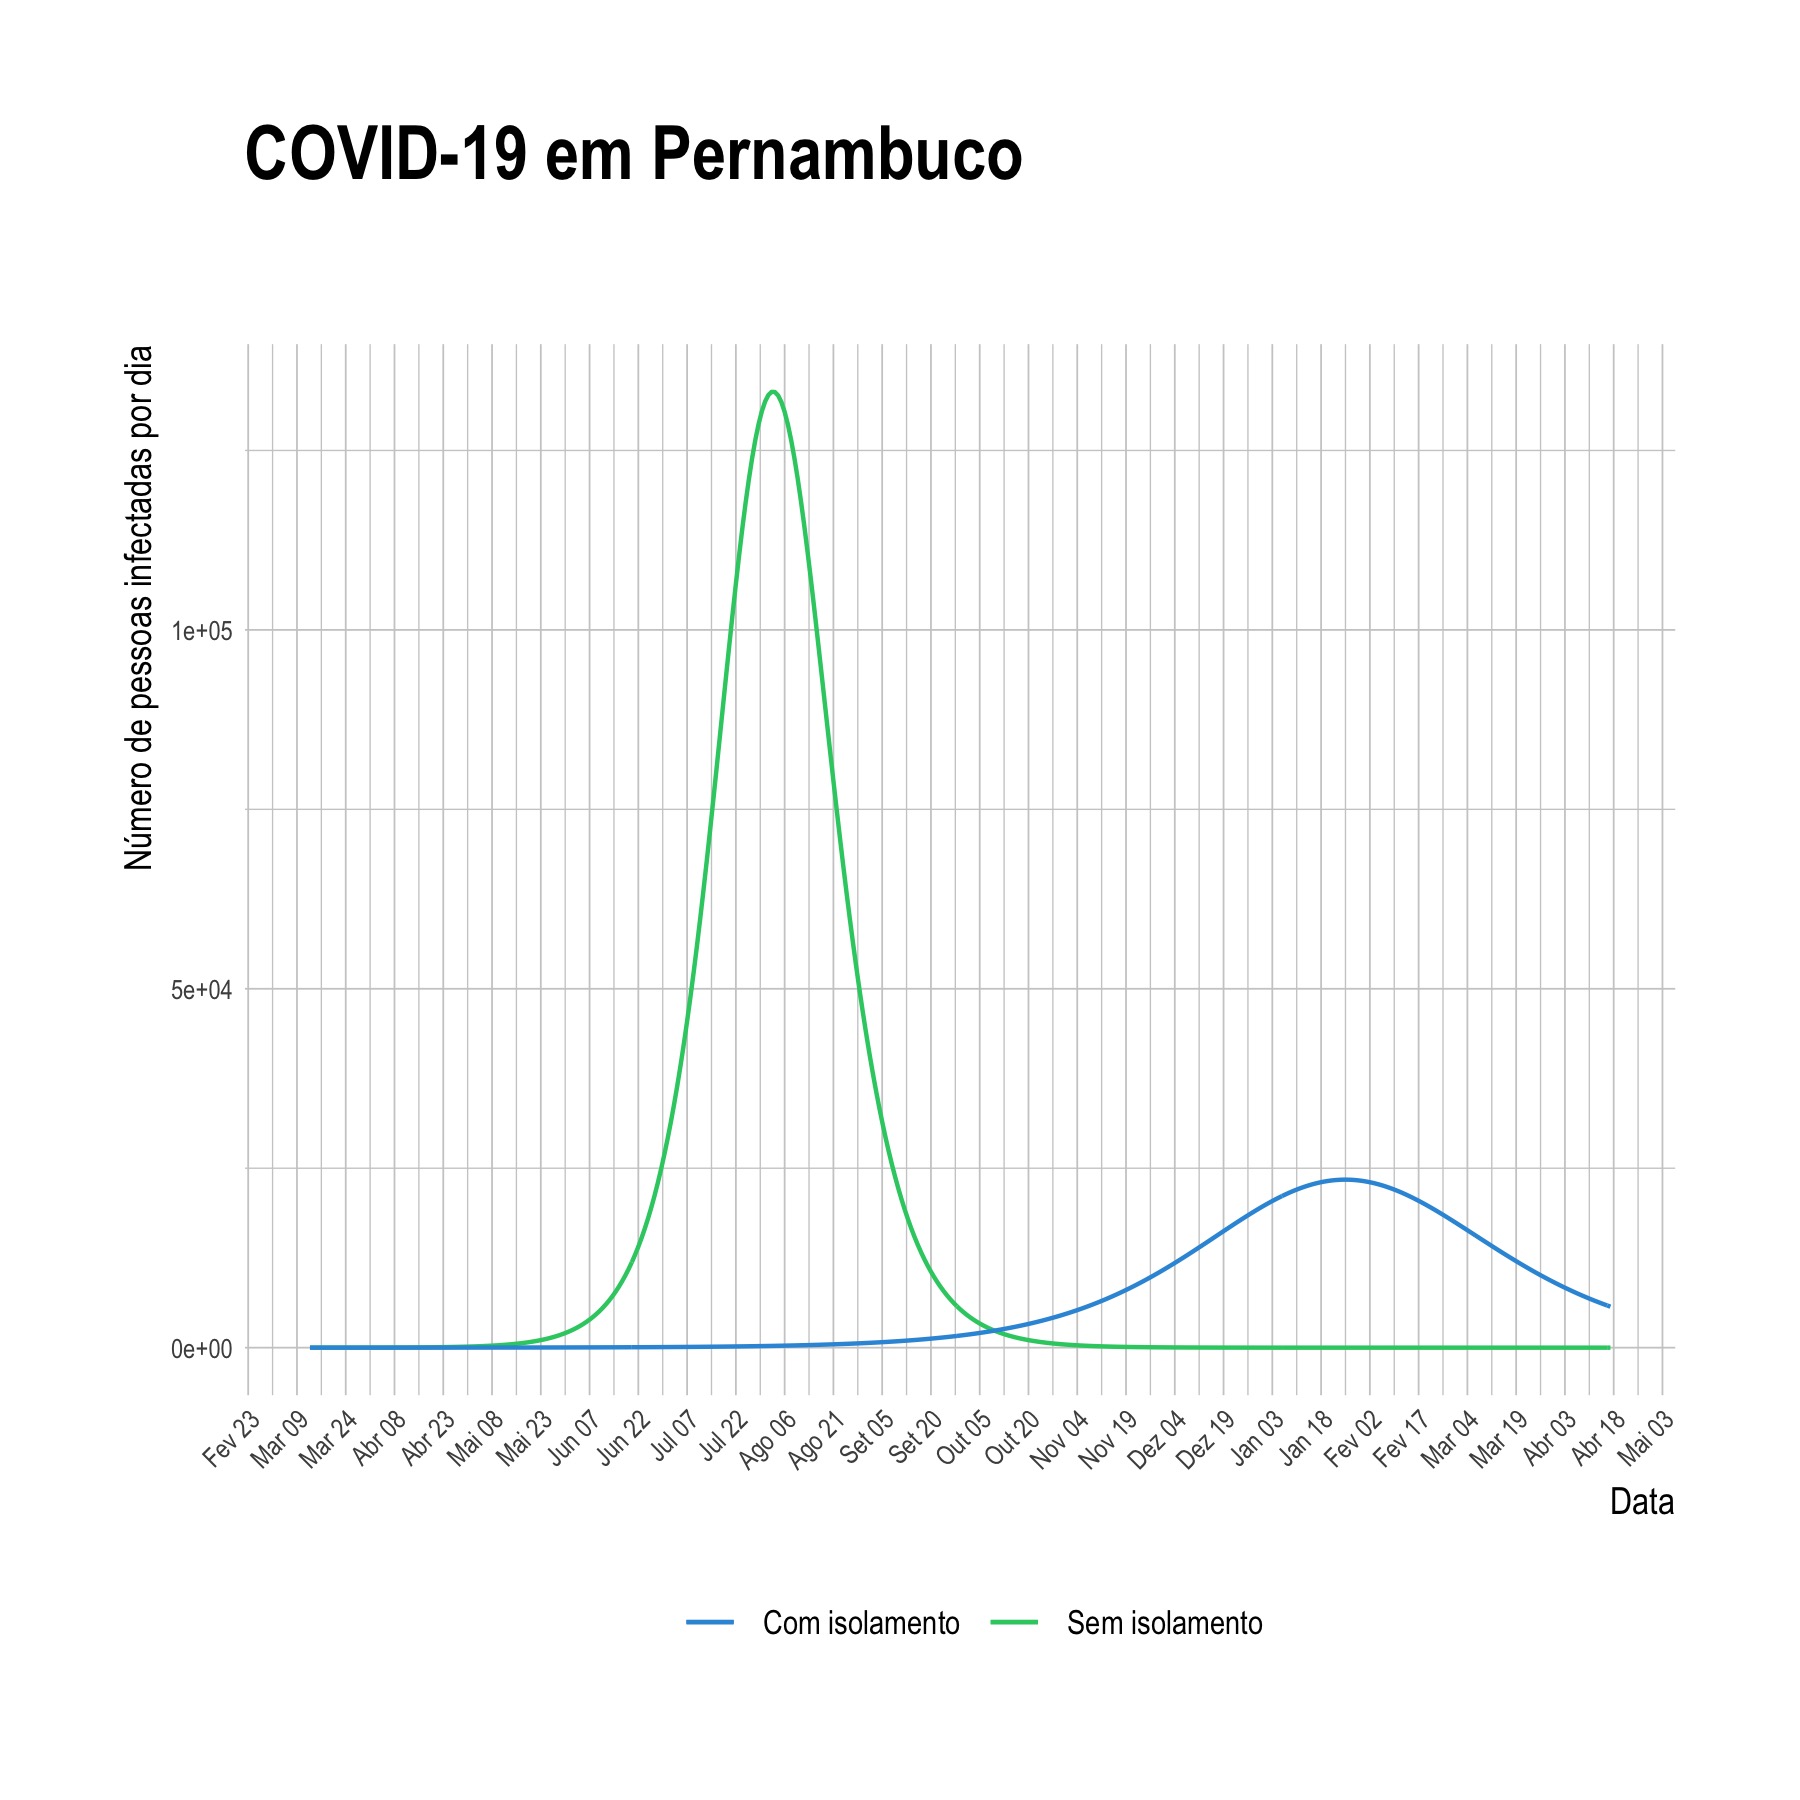 COVID-19 em Pernambuco
Número de pessoas infectadas por dia
1e+05
5e+04
0e+00
Fev 23
Mar 09
Mar 24
Abr 08
Abr 23
Mai 08
Mai 23
Jun 07
Jun 22
Jul 07
Jul 22
Ago 06
Ago 21
Set 05
Set 20
Out 05
Out 20
Nov 04
Nov 19
Dez 04
Dez 19
Jan 03
Jan 18
Fev 02
Fev 17
Mar 04
Mar 19
Abr 03
Abr 18
Mai 03
Data
Com isolamento
Sem isolamento